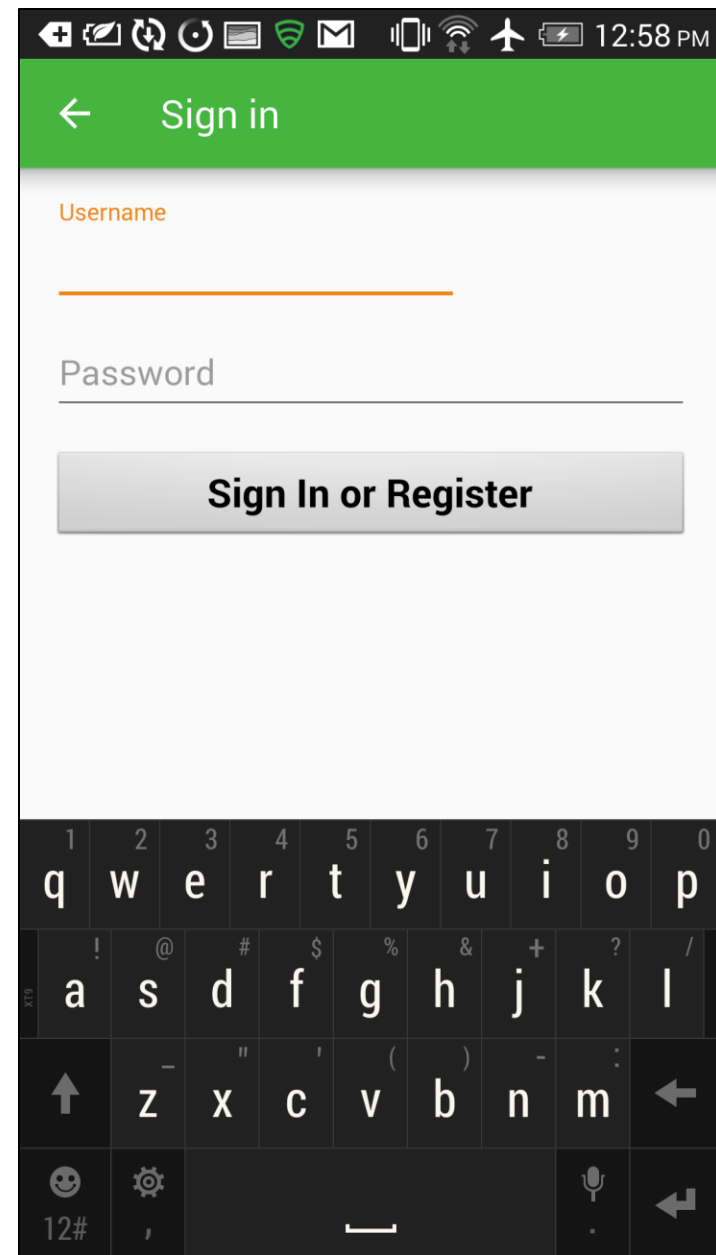 12:58 PM
Sign in
Username
Password
Sign In or Register
1 2 3 4 5 6 7 8 9 0
q w e r t y u i o p
! @ # $ % & + ? /
XT9 a s d f g h j k l
_ " ' ( ) - :
z x c v b n m
12# , .